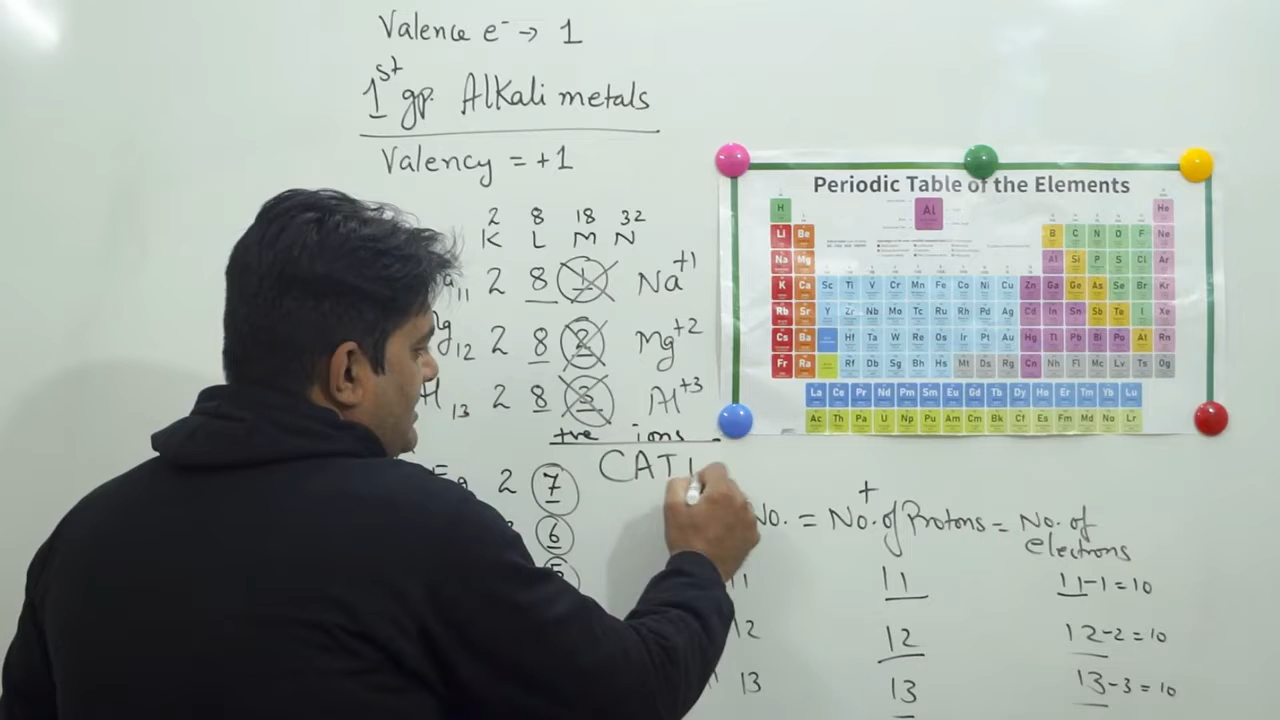 Valence e⁻ → 1
1st gp. Alkali metals
Valency = +1
2 8 18 32
K L M N
11 2 8 1 Na+1
12 2 8 2 Mg+2
13 2 8 3 Al+3
+ve ions
CATI
2 7
6
+
No. = No. of Protons = No. of
electrons
11 11 11-1=10
12 12 12-2=10
13 13 13-3=10
Periodic Table of the Elements
Al
H He
Li Be B C N O F Ne
Na Mg Al Si P S Cl Ar
K Ca Sc Ti V Cr Mn Fe Co Ni Cu Zn Ga Ge As Se Br Kr
Rb Sr Y Zr Nb Mo Tc Ru Rh Pd Ag Cd In Sn Sb Te I Xe
Cs Ba Hf Ta W Re Os Ir Pt Au Hg Tl Pb Bi Po At Rn
Fr Ra Rf Db Sg Bh Hs Mt Ds Rg Cn Nh Fl Mc Lv Ts Og
La Ce Pr Nd Pm Sm Eu Gd Tb Dy Ho Er Tm Yb Lu
Ac Th Pa U Np Pu Am Cm Bk Cf Es Fm Md No Lr